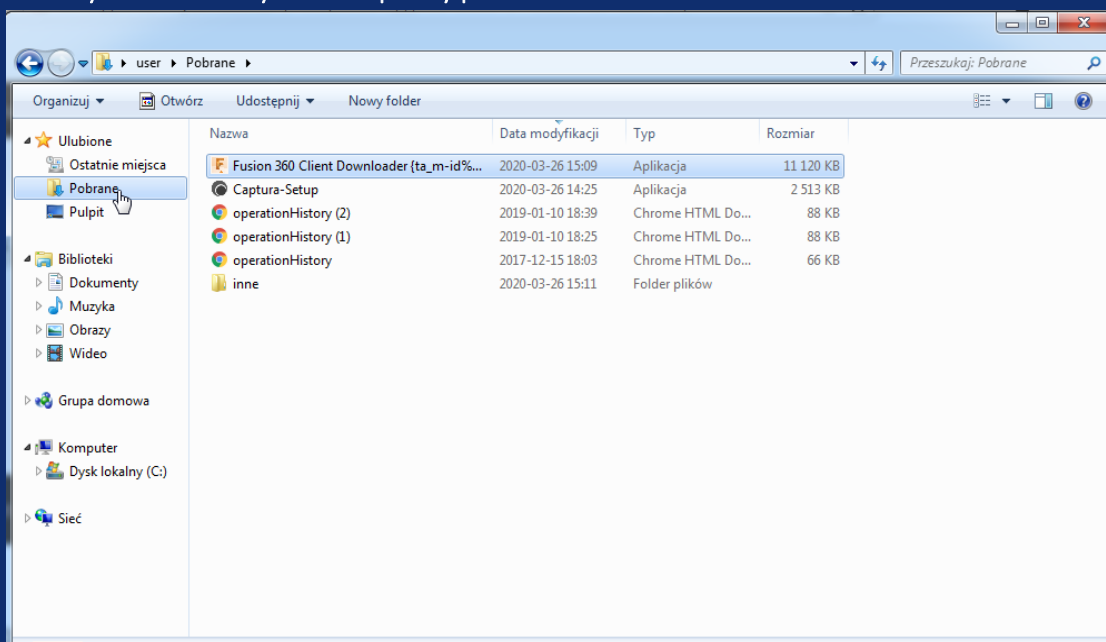 user Pobrane
Przeszukaj: Pobrane
Organizuj Otwórz Udostępnij Nowy folder
Nazwa Data modyfikacji Typ Rozmiar
Ulubione
Ostatnie miejsca
Pobrane
Pulpit
Biblioteki
Dokumenty
Muzyka
Obrazy
Wideo
Grupa domowa
Komputer
Dysk lokalny (C:)
Sieć
Fusion 360 Client Downloader {ta_m-id%... 2020-03-26 15:09 Aplikacja 11 120 KB
Captura-Setup 2020-03-26 14:25 Aplikacja 2 513 KB
operationHistory (2) 2019-01-10 18:39 Chrome HTML Do... 88 KB
operationHistory (1) 2019-01-10 18:25 Chrome HTML Do... 88 KB
operationHistory 2017-12-15 18:03 Chrome HTML Do... 66 KB
inne 2020-03-26 15:11 Folder plików